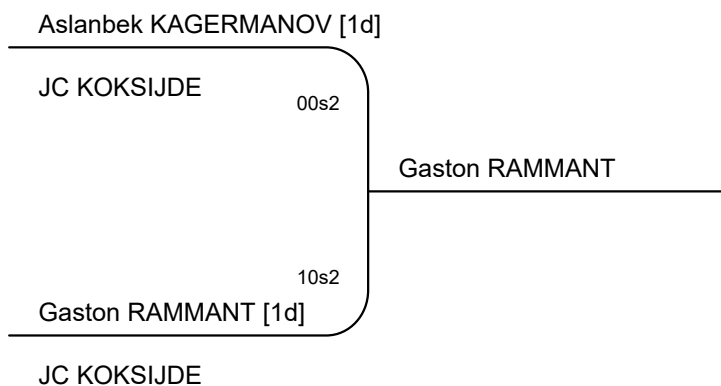 Aslanbek KAGERMANOV [1d]
JC KOKSIJDE
00s2
Gaston RAMMANT
10s2
Gaston RAMMANT [1d]
JC KOKSIJDE